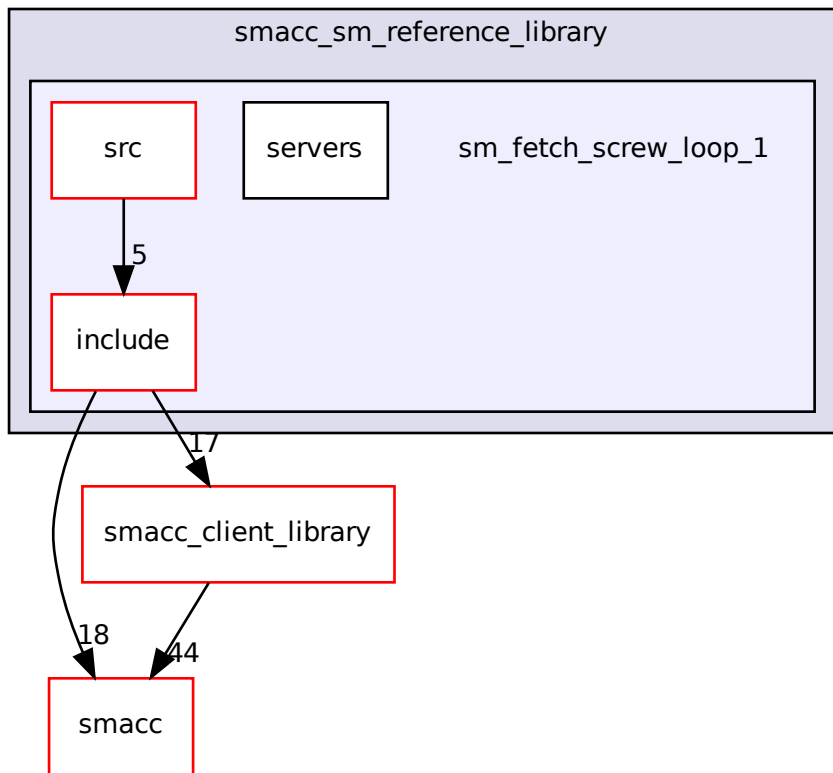 smacc_sm_reference_library
src
servers
sm_fetch_screw_loop_1
5
include
17
smacc_client_library
18
44
smacc